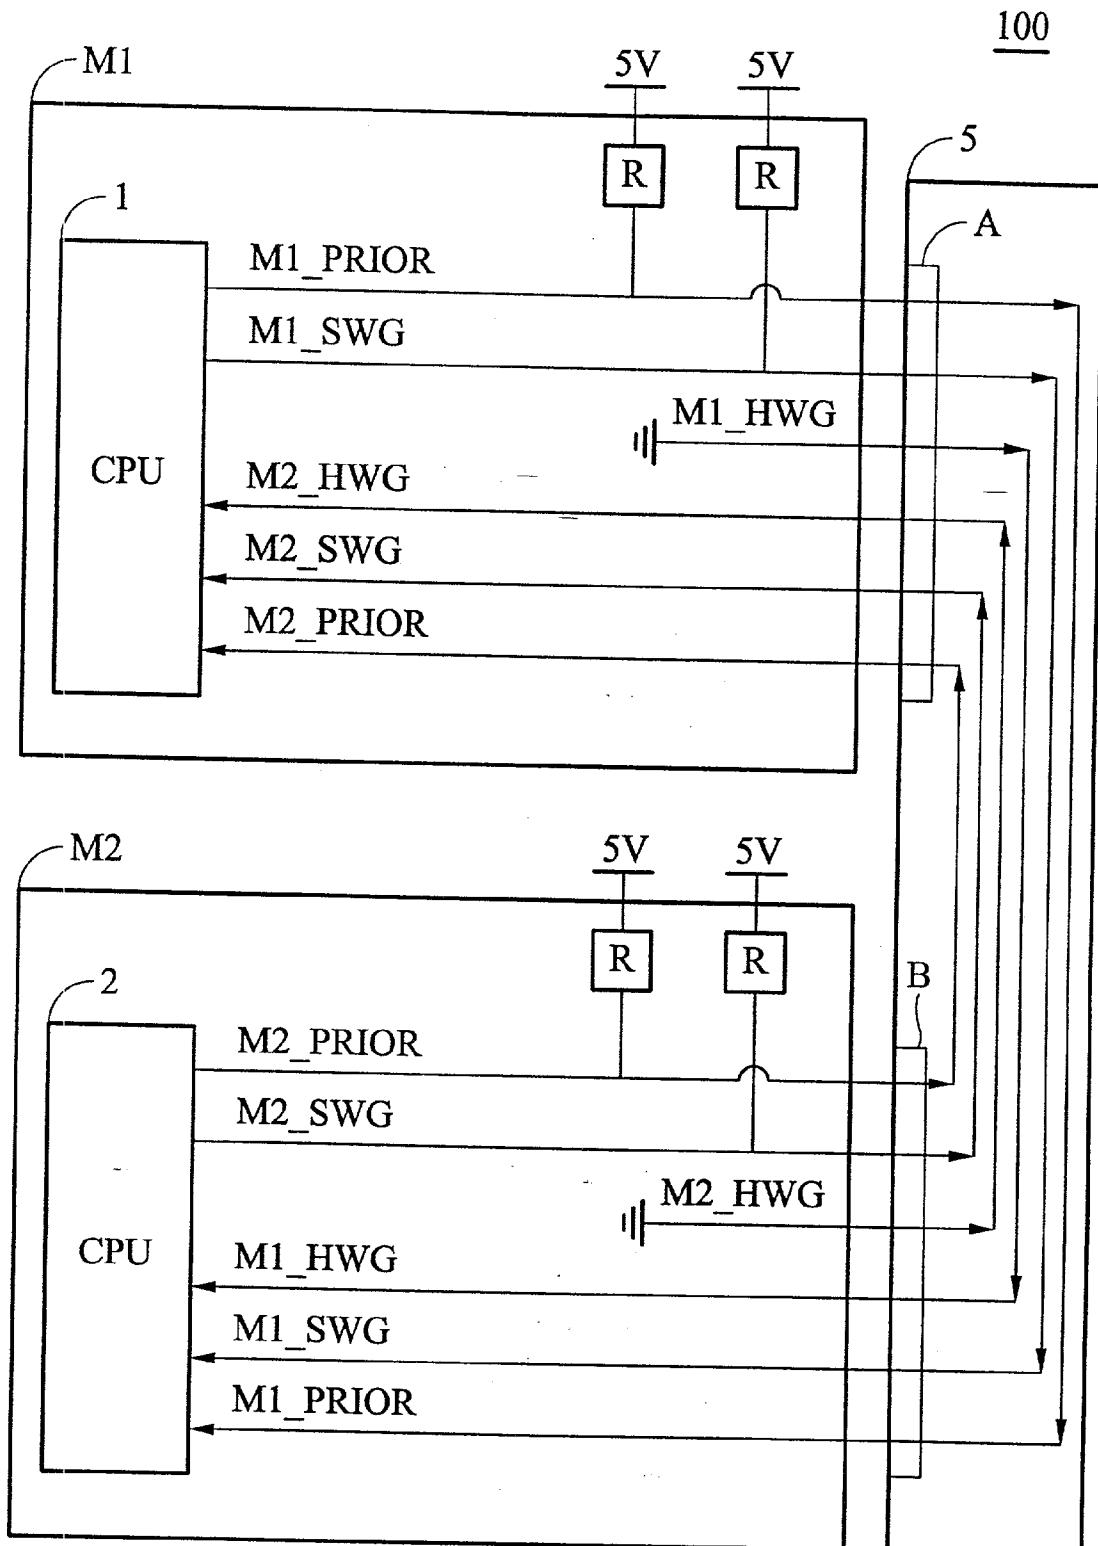 100
M1
5V
5V
5
R
R
1
A
M1_PRIOR
M1_SWG
M1_HWG
CPU
M2_HWG
M2_SWG
M2_PRIOR
M2
5V
5V
R
R
B
2
M2_PRIOR
M2_SWG
M2_HWG
CPU
M1_HWG
M1_SWG
M1_PRIOR